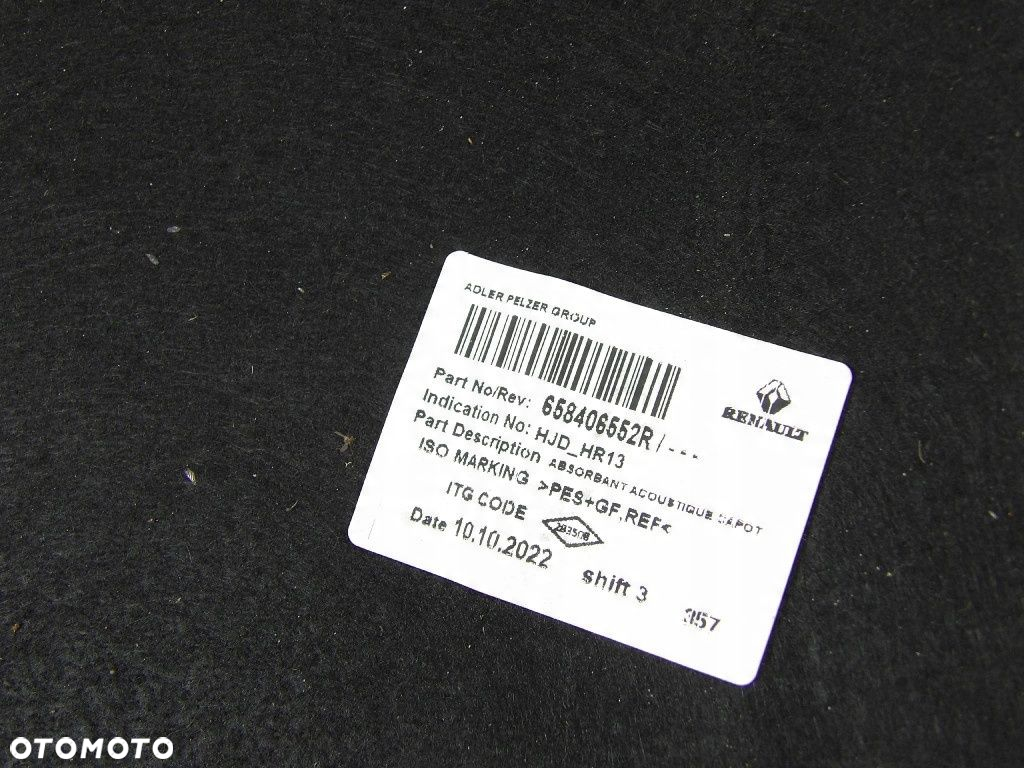 ADLER PELZER GROUP
RENAULT
Part No/Rev: 658406552R / ---
Indication No: HJD_HR13
Part Description ABSORBANT ACOUSTIQUE CAPOT
ISO MARKING >PES+GF,REF<
ITG CODE
Date 10.10.2022 shift 3 357
OTOMOTO